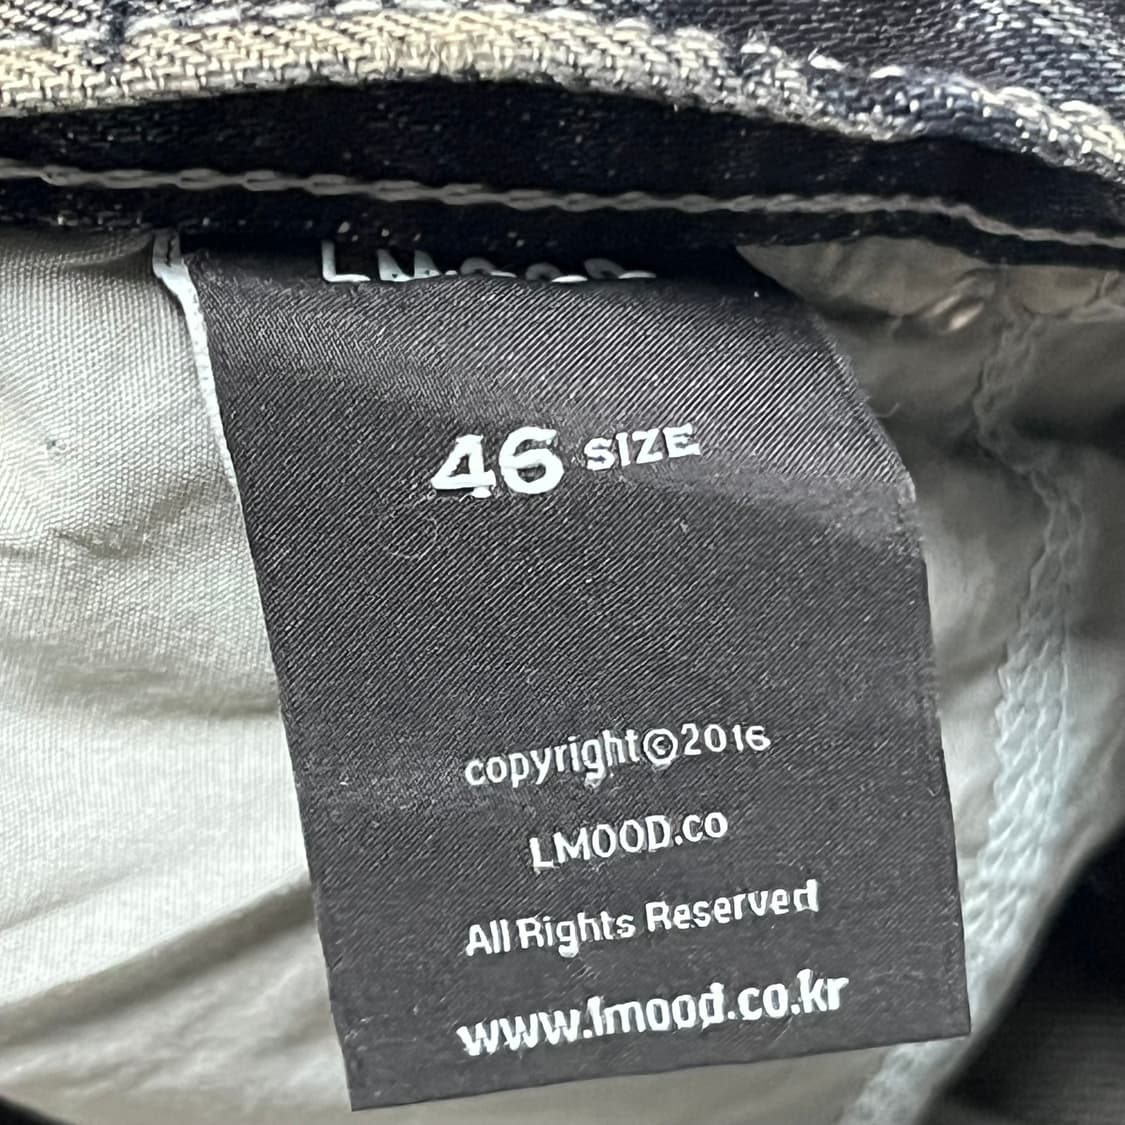 46 SIZE
copyright©2016
LMOOD.co
All Rights Reserved
www.lmood.co.kr